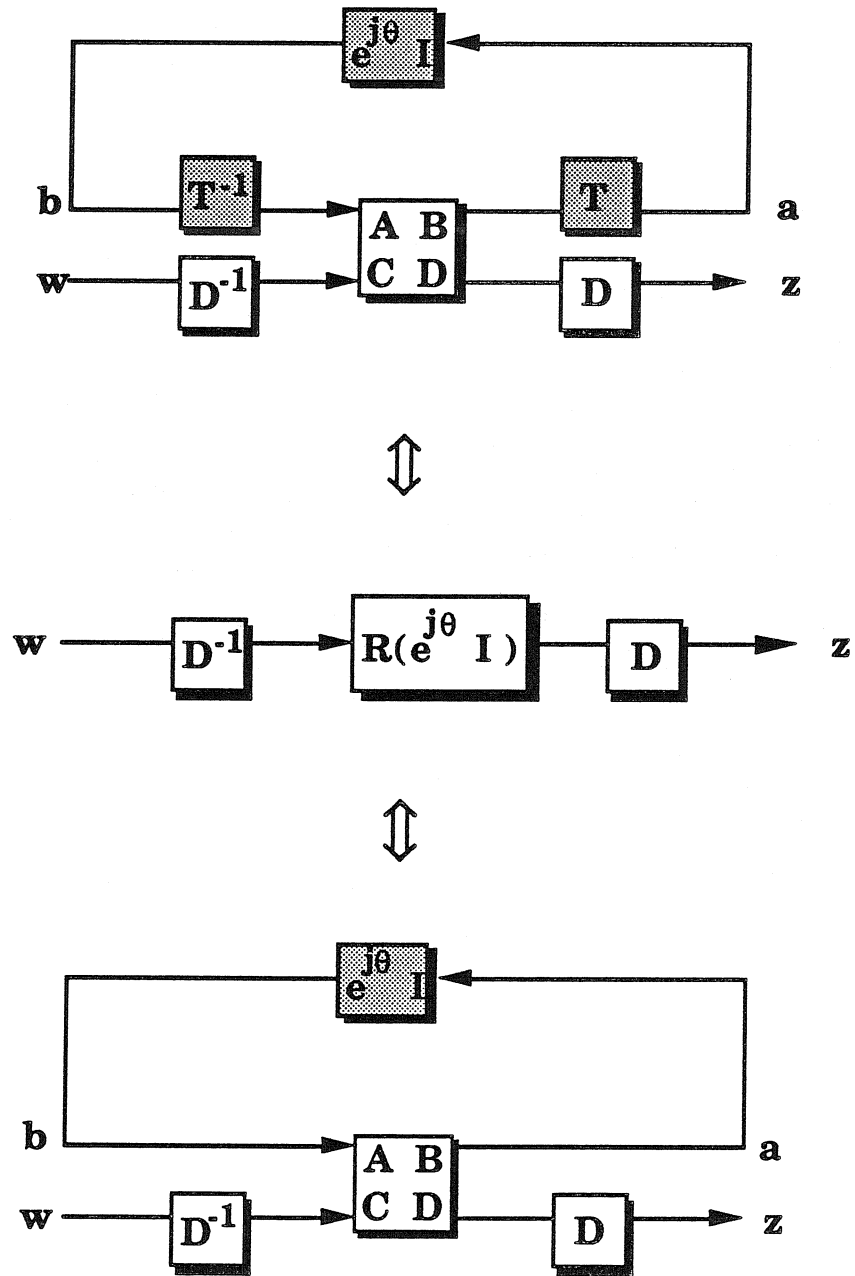 e^jθ I
b T^-1 A B T a
w D^-1 C D D z
w D^-1 R(e^jθ I) D z
e^jθ I
b A B a
w D^-1 C D D z